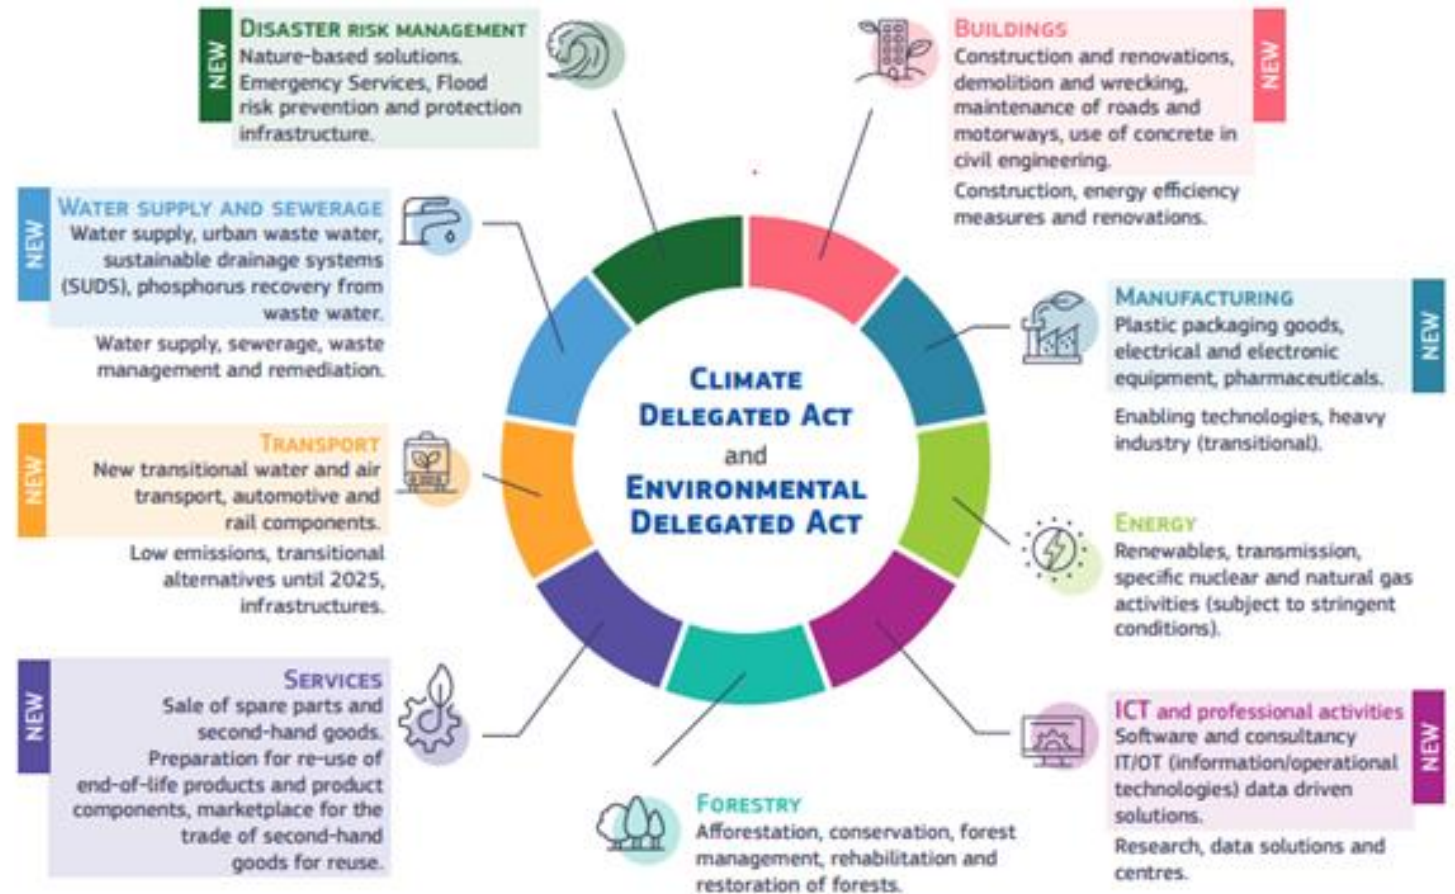 NEW
DISASTER RISK MANAGEMENT
Nature-based solutions.
Emergency Services, Flood
risk prevention and protection
infrastructure.
BUILDINGS
Construction and renovations,
demolition and wrecking,
maintenance of roads and
motorways, use of concrete in
civil engineering.
NEW
Construction, energy efficiency
measures and renovations.
NEW
WATER SUPPLY AND SEWERAGE
Water supply, urban waste water,
sustainable drainage systems
(SUDS), phosphorus recovery from
waste water.
Water supply, sewerage, waste
management and remediation.
MANUFACTURING
Plastic packaging goods,
electrical and electronic
equipment, pharmaceuticals.
NEW
Enabling technologies, heavy
industry (transitional).
CLIMATE
DELEGATED ACT
and
ENVIRONMENTAL
DELEGATED ACT
NEW
TRANSPORT
New transitional water and air
transport, automotive and
rail components.
Low emissions, transitional
alternatives until 2025,
infrastructures.
ENERGY
Renewables, transmission,
specific nuclear and natural gas
activities (subject to stringent
conditions).
NEW
SERVICES
Sale of spare parts and
second-hand goods.
Preparation for re-use of
end-of-life products and product
components, marketplace for the
trade of second-hand
goods for reuse.
FORESTRY
Afforestation, conservation, forest
management, rehabilitation and
restoration of forests.
ICT and professional activities
Software and consultancy
IT/OT (information/operational
technologies) data driven
solutions.
NEW
Research, data solutions and
centres.